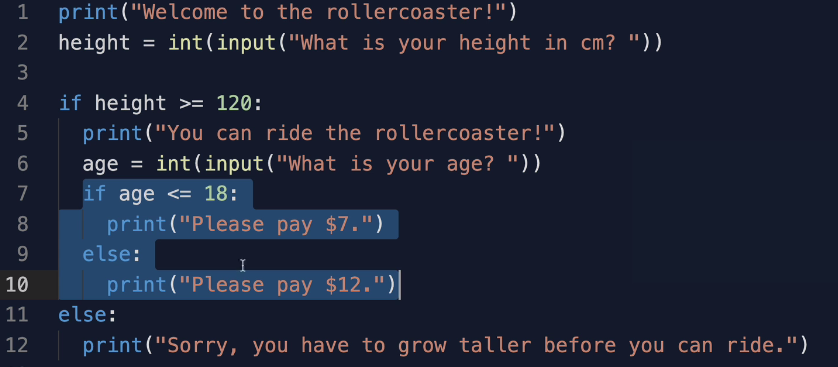 1 print("Welcome to the rollercoaster!")
2 height = int(input("What is your height in cm? "))
3
4 if height >= 120:
5   print("You can ride the rollercoaster!")
6   age = int(input("What is your age? "))
7   if age <= 18:
8     print("Please pay $7.")
9   else:
10     print("Please pay $12.")
11 else:
12   print("Sorry, you have to grow taller before you can ride.")